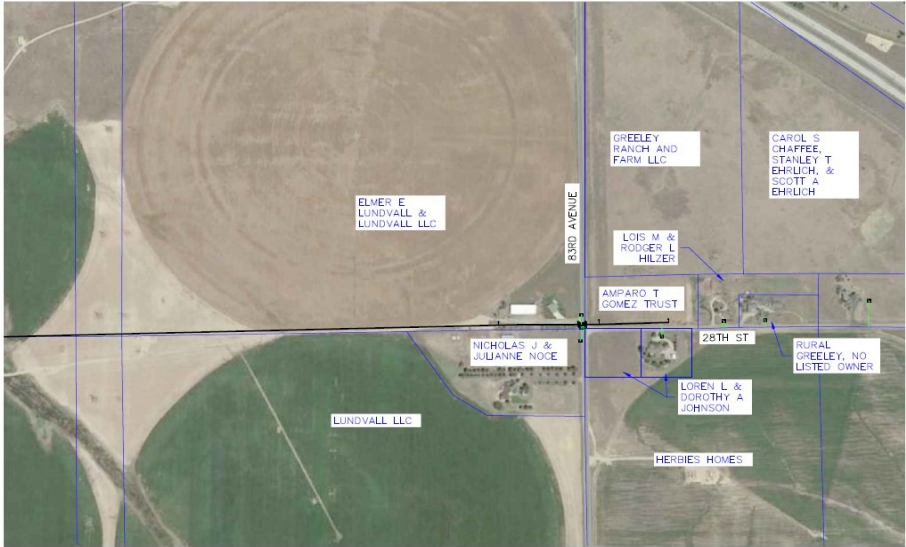 GREELEY
RANCH AND
FARM LLC
CAROL S
CHAFFEE,
STANLEY T
EHRLICH, &
SCOTT A
EHRLICH
ELMER E
LUNDVALL &
LUNDVALL LLC
83RD AVENUE
LOIS M &
RODGER L
HILZER
AMPARO T
GOMEZ TRUST
28TH ST
NICHOLAS J &
JULIANNE NOCE
RURAL
GREELEY, NO
LISTED OWNER
LOREN L &
DOROTHY A
JOHNSON
LUNDVALL LLC
HERBIES HOMES